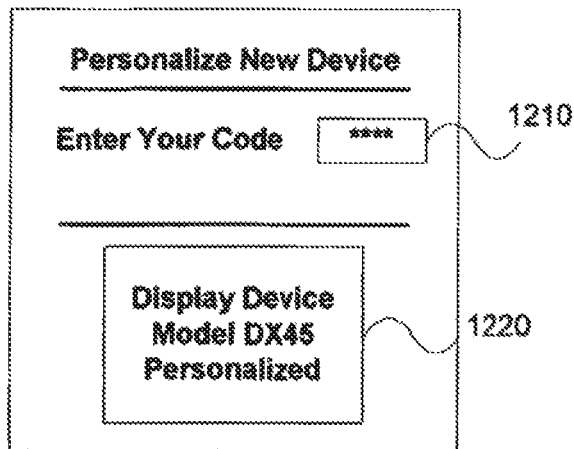 Personalize New Device
Enter Your Code **** 1210
Display Device
Model DX45
Personalized
1220